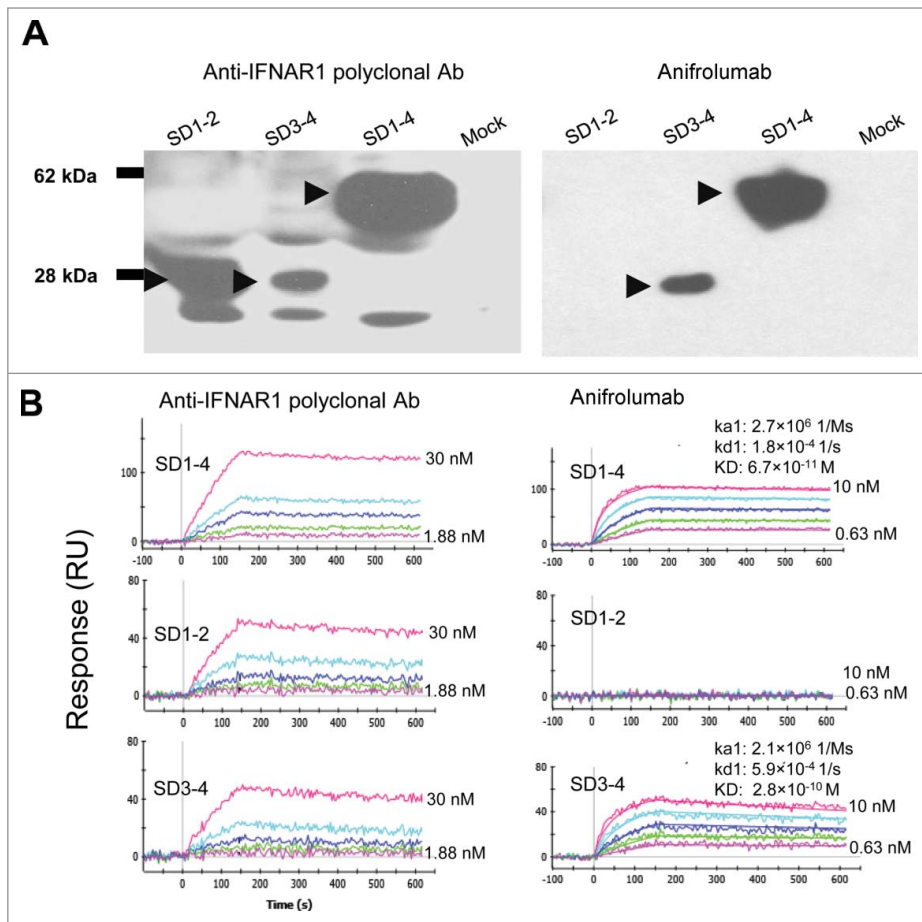 A
Anti-IFNAR1 polyclonal Ab
SD1-2 SD3-4 SD1-4 Mock
62 kDa
28 kDa
Anifrolumab
SD1-2 SD3-4 SD1-4 Mock
B
Response (RU)
Anti-IFNAR1 polyclonal Ab
SD1-4
30 nM
1.88 nM
100
0
-100 0 100 200 300 400 500 600
SD1-2
30 nM
1.88 nM
80
40
0
-100 0 100 200 300 400 500 600
SD3-4
30 nM
1.88 nM
80
40
0
-100 0 100 200 300 400 500 600
Time (s)
Anifrolumab
ka1: 2.7×10⁶ 1/Ms
kd1: 1.8×10⁻⁴ 1/s
KD: 6.7×10⁻¹¹ M
SD1-4
10 nM
0.63 nM
100
0
-100 0 100 200 300 400 500 600
SD1-2
10 nM
0.63 nM
80
40
0
-100 0 100 200 300 400 500 600
ka1: 2.1×10⁶ 1/Ms
kd1: 5.9×10⁻⁴ 1/s
KD: 2.8×10⁻¹⁰ M
SD3-4
10 nM
0.63 nM
80
40
0
-100 0 100 200 300 400 500 600